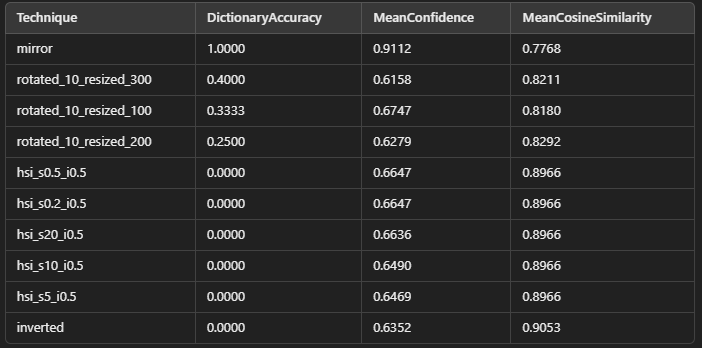 Technique DictionaryAccuracy MeanConfidence MeanCosineSimilarity
mirror 1.0000 0.9112 0.7768
rotated_10_resized_300 0.4000 0.6158 0.8211
rotated_10_resized_100 0.3333 0.6747 0.8180
rotated_10_resized_200 0.2500 0.6279 0.8292
hsi_s0.5_i0.5 0.0000 0.6647 0.8966
hsi_s0.2_i0.5 0.0000 0.6647 0.8966
hsi_s20_i0.5 0.0000 0.6636 0.8966
hsi_s10_i0.5 0.0000 0.6490 0.8966
hsi_s5_i0.5 0.0000 0.6469 0.8966
inverted 0.0000 0.6352 0.9053